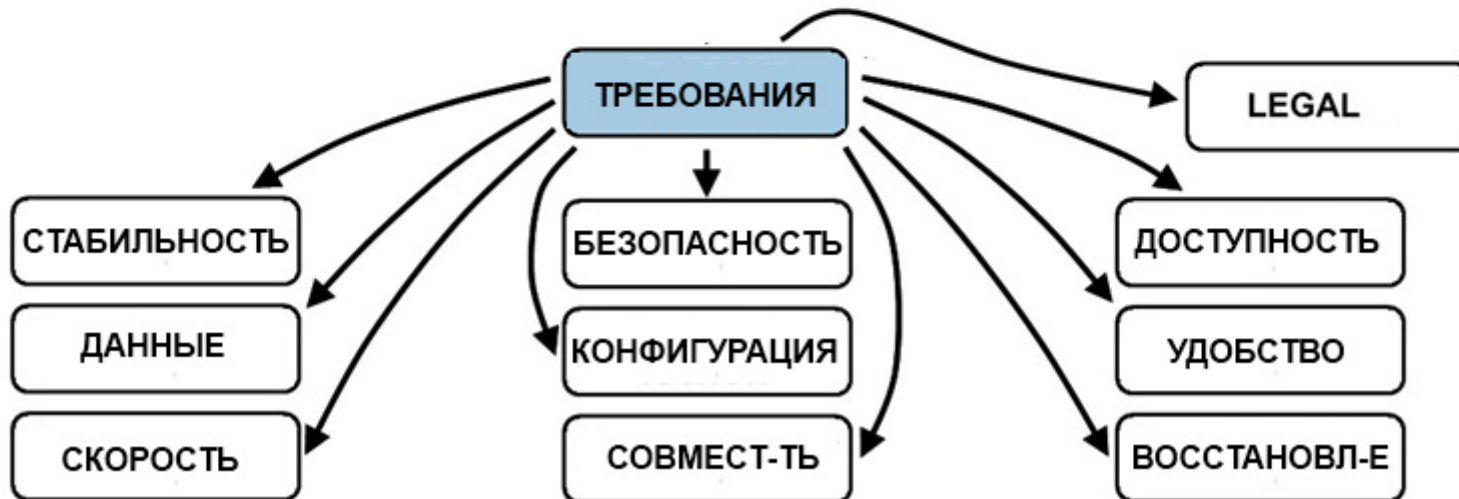 ТРЕБОВАНИЯ
LEGAL
СТАБИЛЬНОСТЬ
БЕЗОПАСНОСТЬ
ДОСТУПНОСТЬ
ДАННЫЕ
КОНФИГУРАЦИЯ
УДОБСТВО
СКОРОСТЬ
СОВМЕСТ-ТЬ
ВОССТАНОВЛ-Е